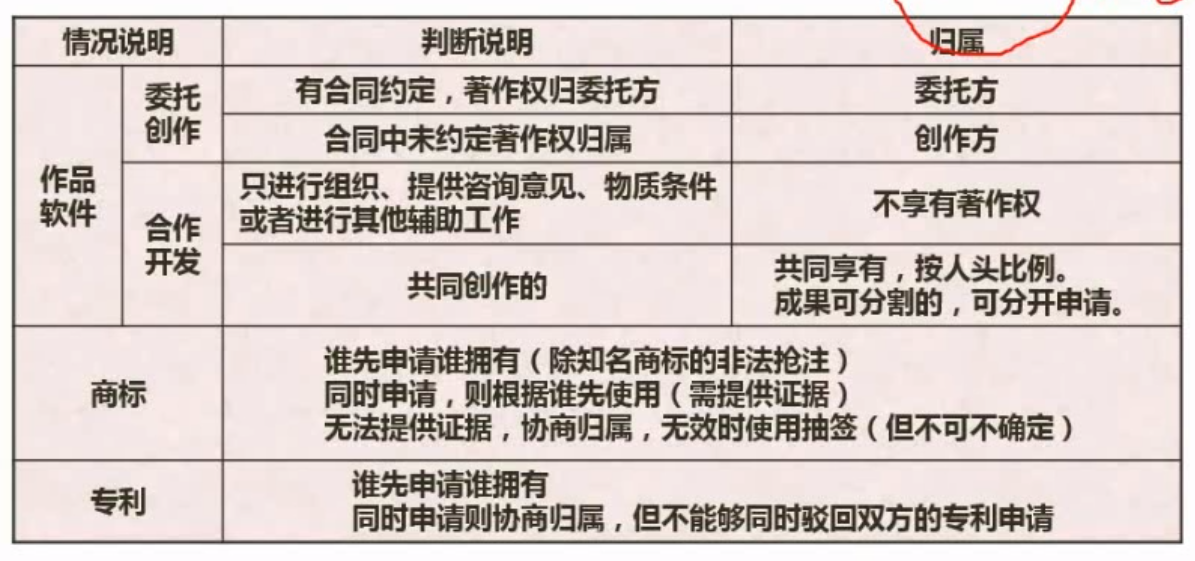 情况说明 判断说明 归属
作品
软件
委托
创作
有合同约定，著作权归委托方 委托方
合同中未约定著作权归属 创作方
合作
开发
只进行组织、提供咨询意见、物质条件
或者进行其他辅助工作
不享有著作权
共同创作的
共同享有，按人头比例。
成果可分割的，可分开申请。
商标
谁先申请谁拥有（除知名商标的非法抢注）
同时申请，则根据谁先使用（需提供证据）
无法提供证据，协商归属，无效时使用抽签（但不可不确定）
专利
谁先申请谁拥有
同时申请则协商归属，但不能够同时驳回双方的专利申请